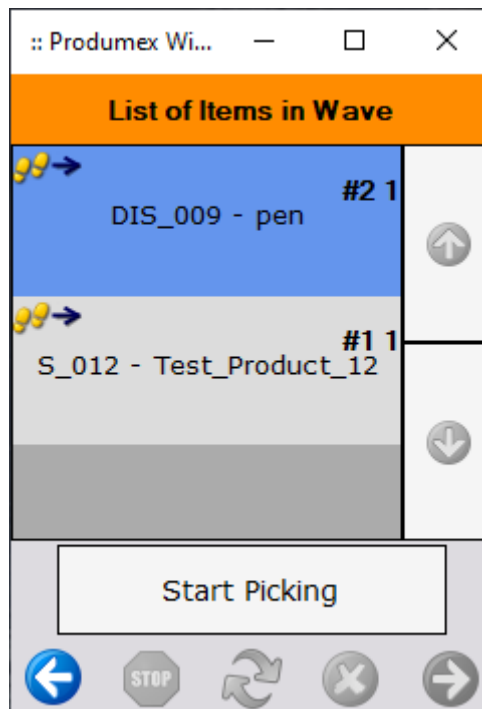 :: Produmex Wi...
List of Items in Wave
#2 1
DIS_009 - pen
#1 1
S_012 - Test_Product_12
Start Picking
STOP